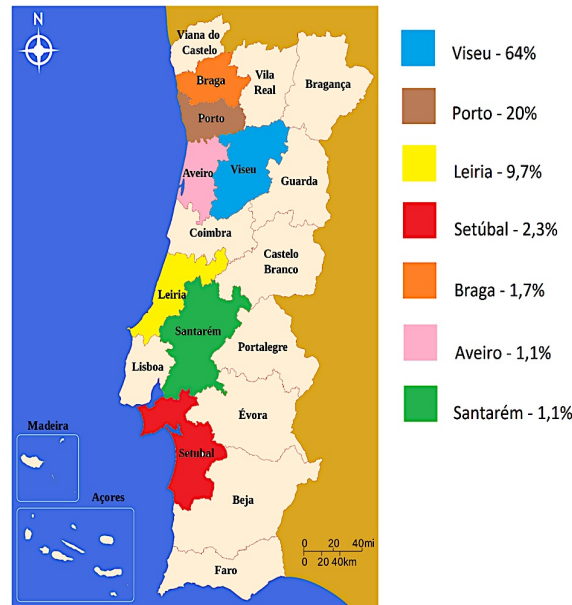 N
Viana do
Castelo
Braga
Vila
Real
Bragança
Porto
Aveiro
Viseu
Guarda
Coimbra
Castelo
Branco
Leiria
Santarém
Portalegre
Lisboa
Évora
Setubal
Beja
Faro
Madeira
Açores
0 20 40mi
0 20 40km
Viseu - 64%
Porto - 20%
Leiria - 9,7%
Setúbal - 2,3%
Braga - 1,7%
Aveiro - 1,1%
Santarém - 1,1%